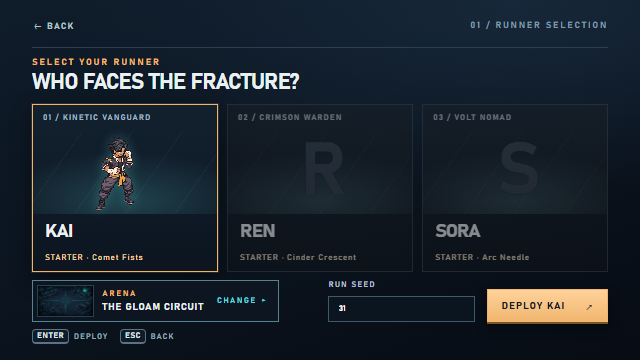 ← BACK
01 / RUNNER SELECTION
SELECT YOUR RUNNER
WHO FACES THE FRACTURE?
01 / KINETIC VANGUARD
KAI
STARTER · Comet Fists
02 / CRIMSON WARDEN
R
REN
STARTER · Cinder Crescent
03 / VOLT NOMAD
S
SORA
STARTER · Arc Needle
ARENA
THE GLOAM CIRCUIT
CHANGE ►
RUN SEED
31
DEPLOY KAI ↗
ENTER DEPLOY ESC BACK